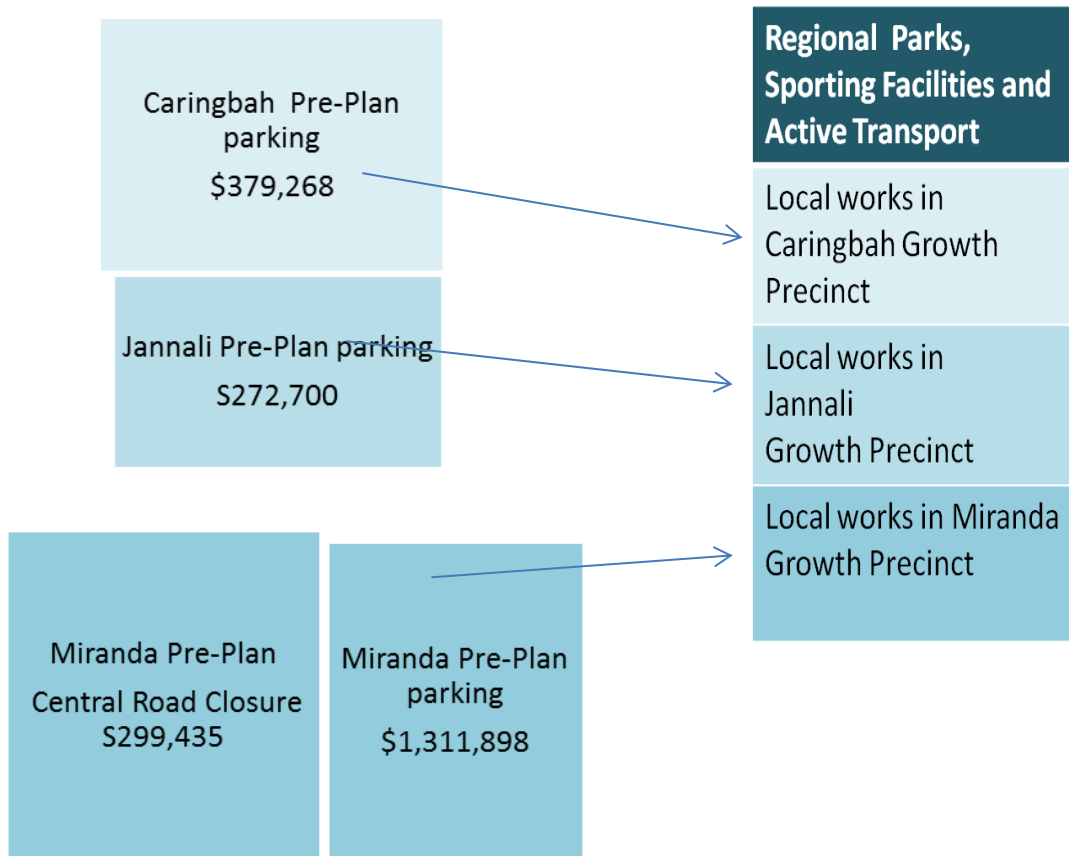 Caringbah Pre-Plan
parking
$379,268
Jannali Pre-Plan parking
S272,700
Miranda Pre-Plan
Central Road Closure
S299,435
Miranda Pre-Plan
parking
$1,311,898
Regional Parks,
Sporting Facilities and
Active Transport
Local works in
Caringbah Growth
Precinct
Local works in
Jannali
Growth Precinct
Local works in Miranda
Growth Precinct